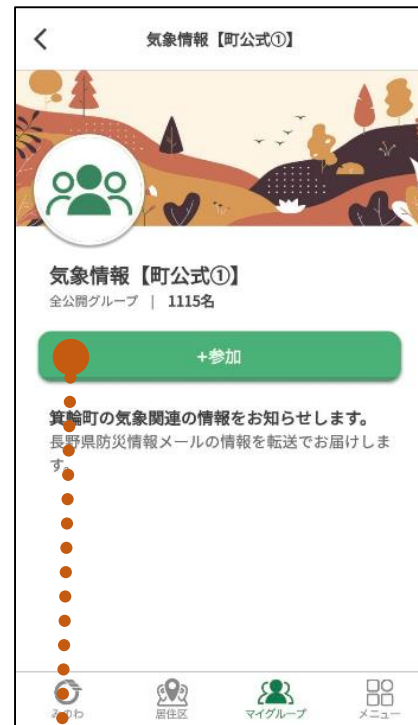 気象情報【町公式①】
気象情報【町公式①】
全公開グループ | 1115名
+参加
箕輪町の気象関連の情報をお知らせします。
長野県防災情報メールの情報を転送でお届けしま
す。
みのわ 居住区 マイグループ メニュー